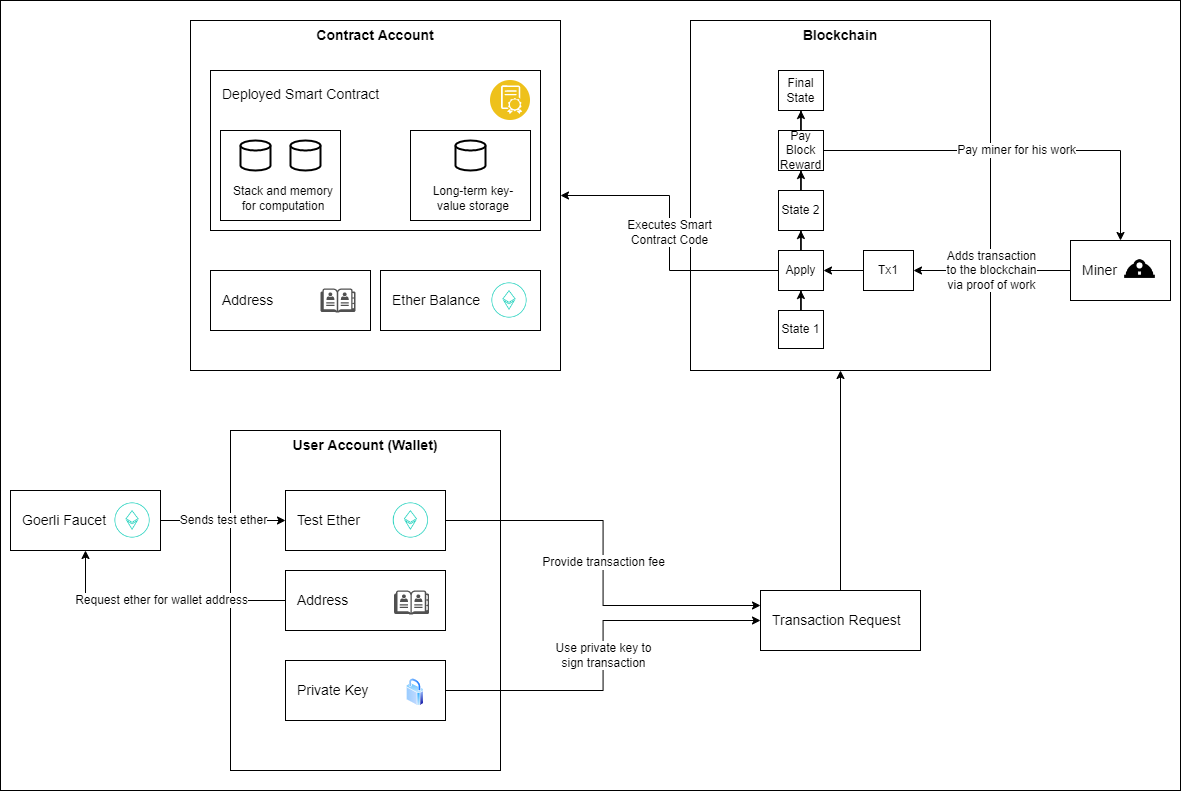 Contract Account
Deployed Smart Contract
Stack and memory
for computation
Long-term key-
value storage
Address
Ether Balance
Blockchain
Final
State
Pay
Block
Reward
State 2
Apply
State 1
Tx1
Pay miner for his work
Executes Smart
Contract Code
Adds transaction
to the blockchain
via proof of work
Miner
User Account (Wallet)
Goerli Faucet
Sends test ether
Test Ether
Request ether for wallet address
Address
Private Key
Provide transaction fee
Use private key to
sign transaction
Transaction Request